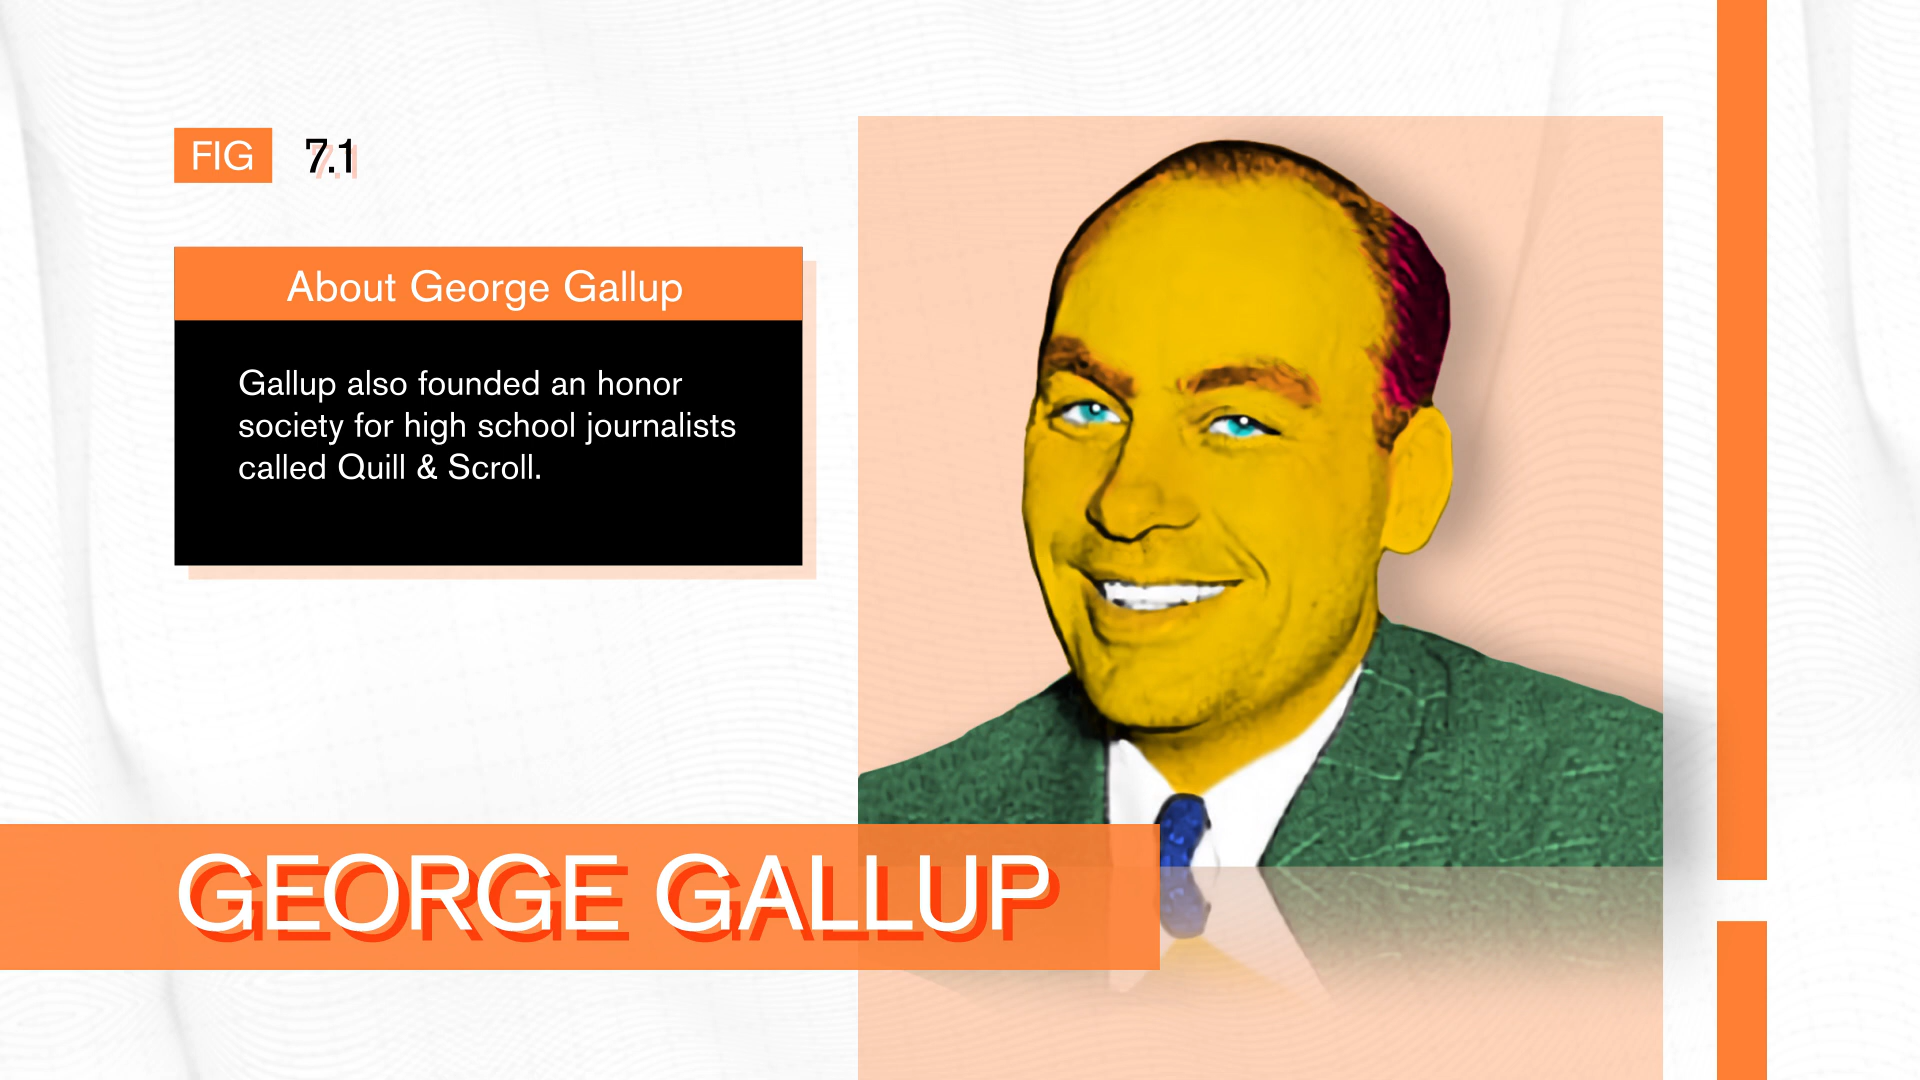 FIG 7.1
About George Gallup
Gallup also founded an honor
society for high school journalists
called Quill & Scroll.
GEORGE GALLUP